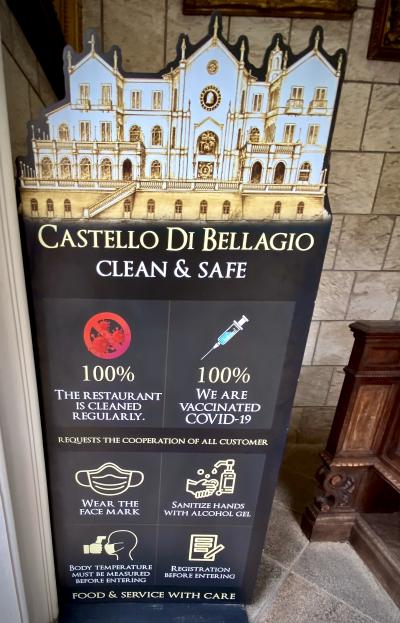 CASTELLO DI BELLAGIO
CLEAN & SAFE
100%
THE RESTAURANT
IS CLEANED
REGULARLY.
100%
WE ARE
VACCINATED
COVID-19
REQUESTS THE COOPERATION OF ALL CUSTOMER
WEAR THE
FACE MARK
SANITIZE HANDS
WITH ALCOHOL GEL
BODY TEMPERATURE
MUST BE MEASURED
BEFORE ENTERING
REGISTRATION
BEFORE ENTERING
FOOD & SERVICE WITH CARE